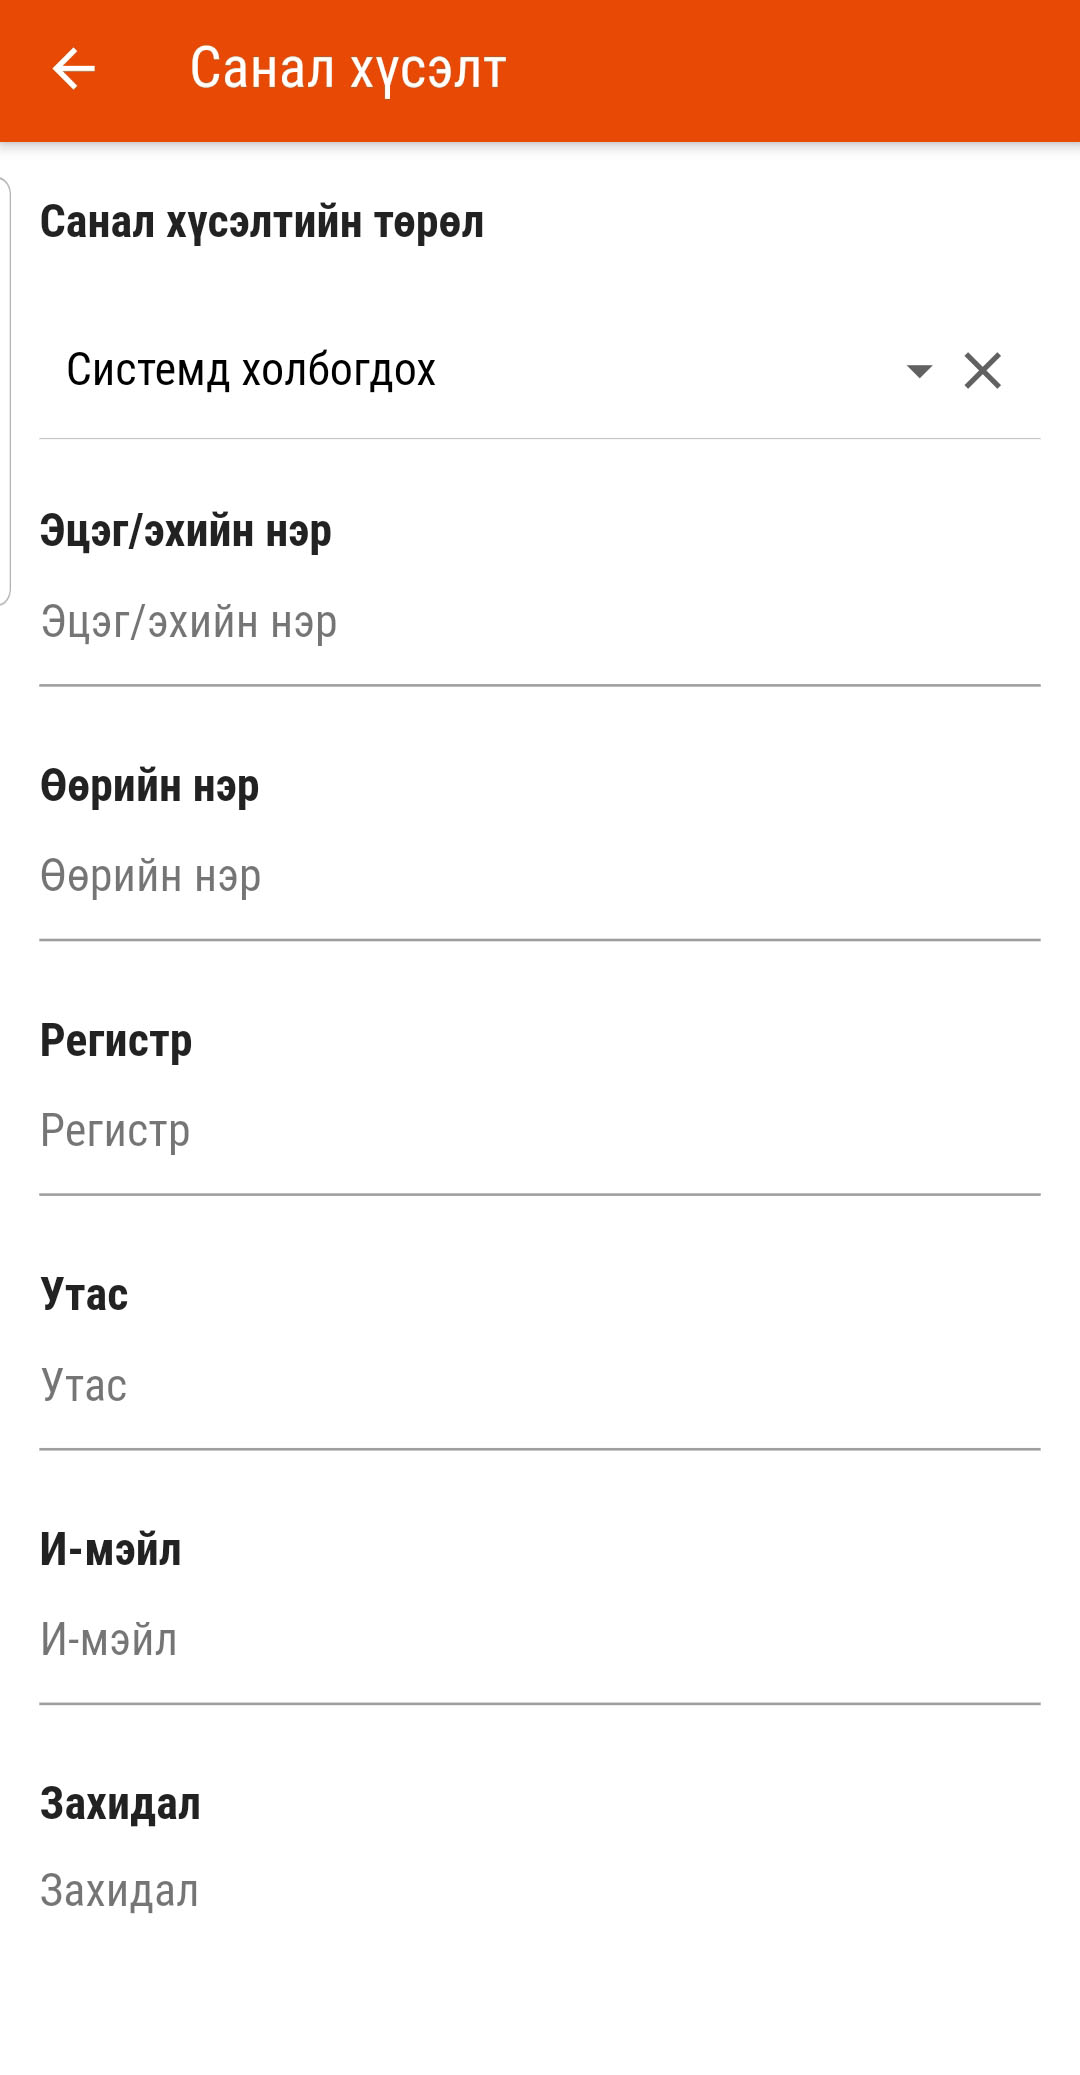 Санал хүсэлт
Санал хүсэлтийн төрөл
Системд холбогдох
Эцэг/эхийн нэр
Эцэг/эхийн нэр
Өөрийн нэр
Өөрийн нэр
Регистр
Регистр
Утас
Утас
И-мэйл
И-мэйл
Захидал
Захидал